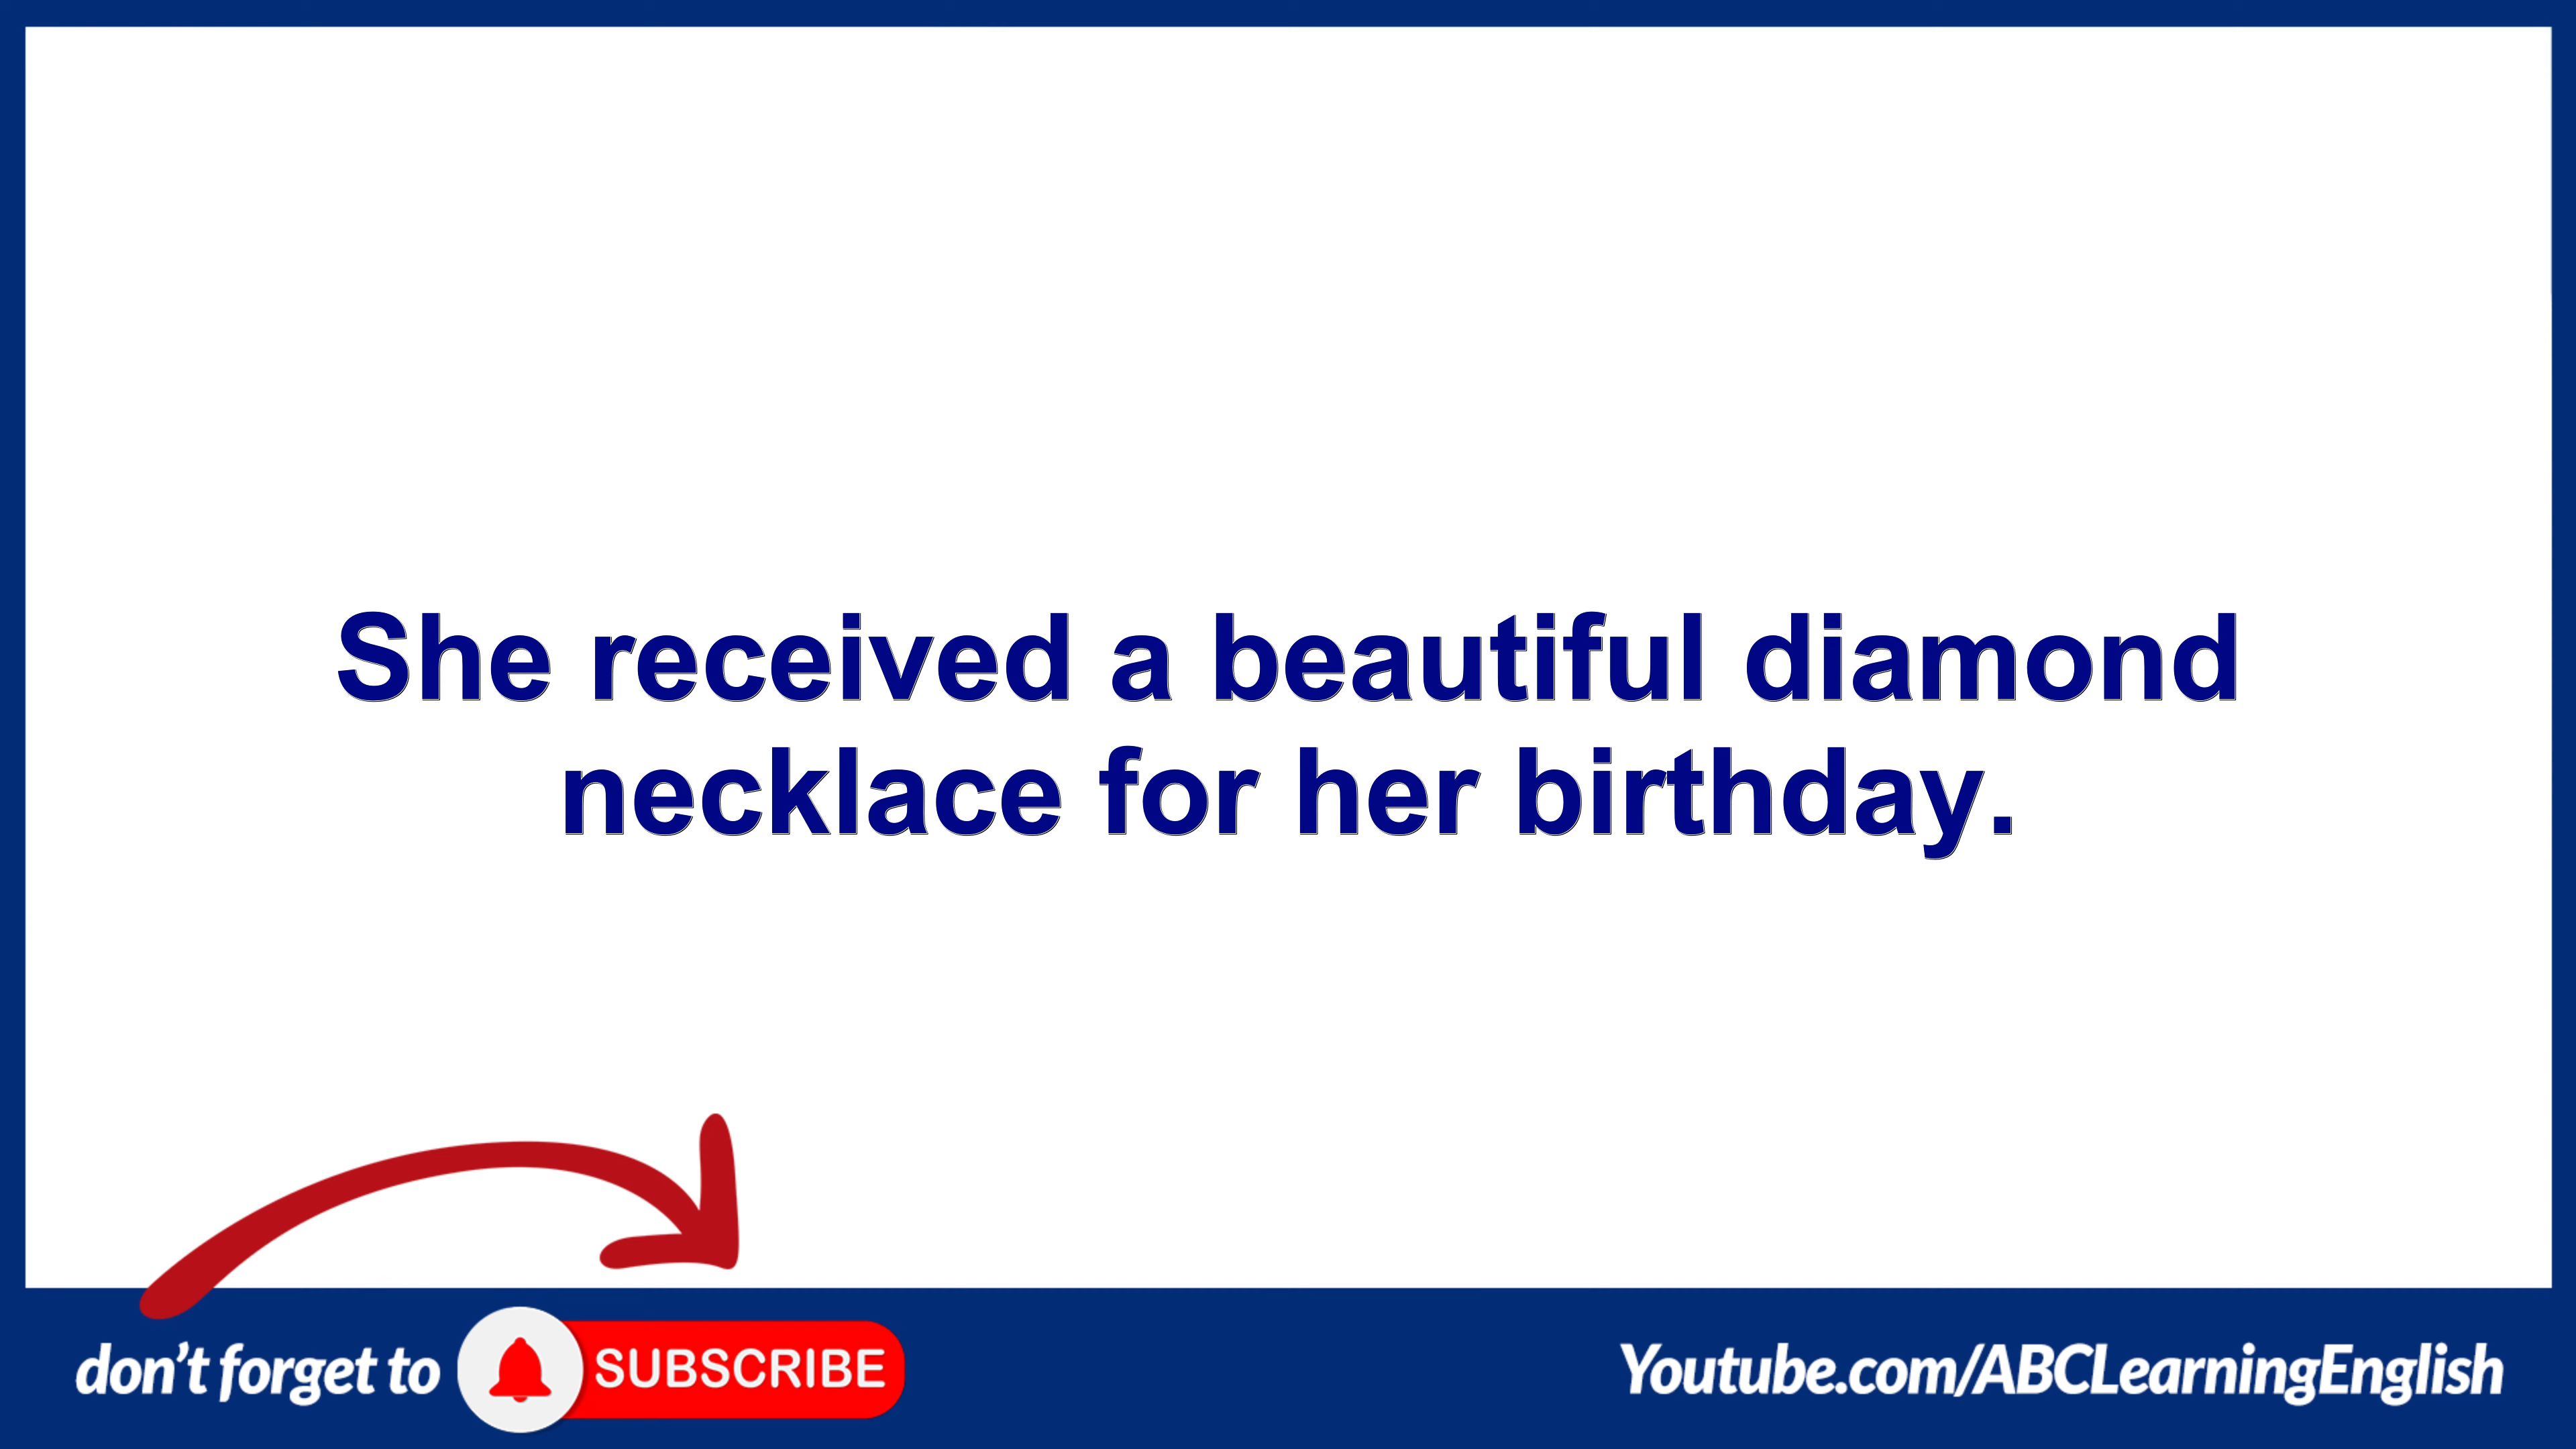 She received a beautiful diamond
necklace for her birthday.
don't forget to SUBSCRIBE
Youtube.com/ABCLearningEnglish